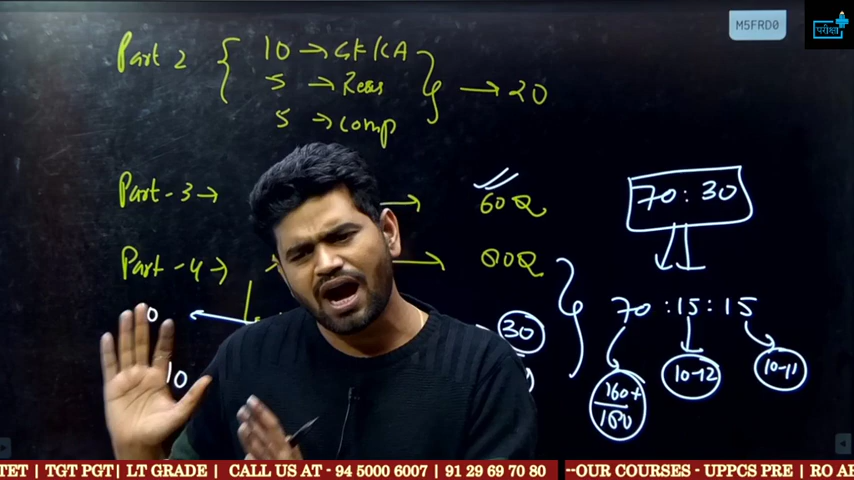 M5FRD0
परीक्षा
Part 2 { 10 → GK/CA
5 → Reas
5 → Comp
} → 20
Part-3 → → 60Q
Part-4 → → 80Q
70:30
70:15:15
30
10
160+/180
10-12
10-11
TET | TGT PGT| LT GRADE | CALL US AT - 94 5000 6007 | 91 29 69 70 80 --OUR COURSES - UPPCS PRE | RO AR